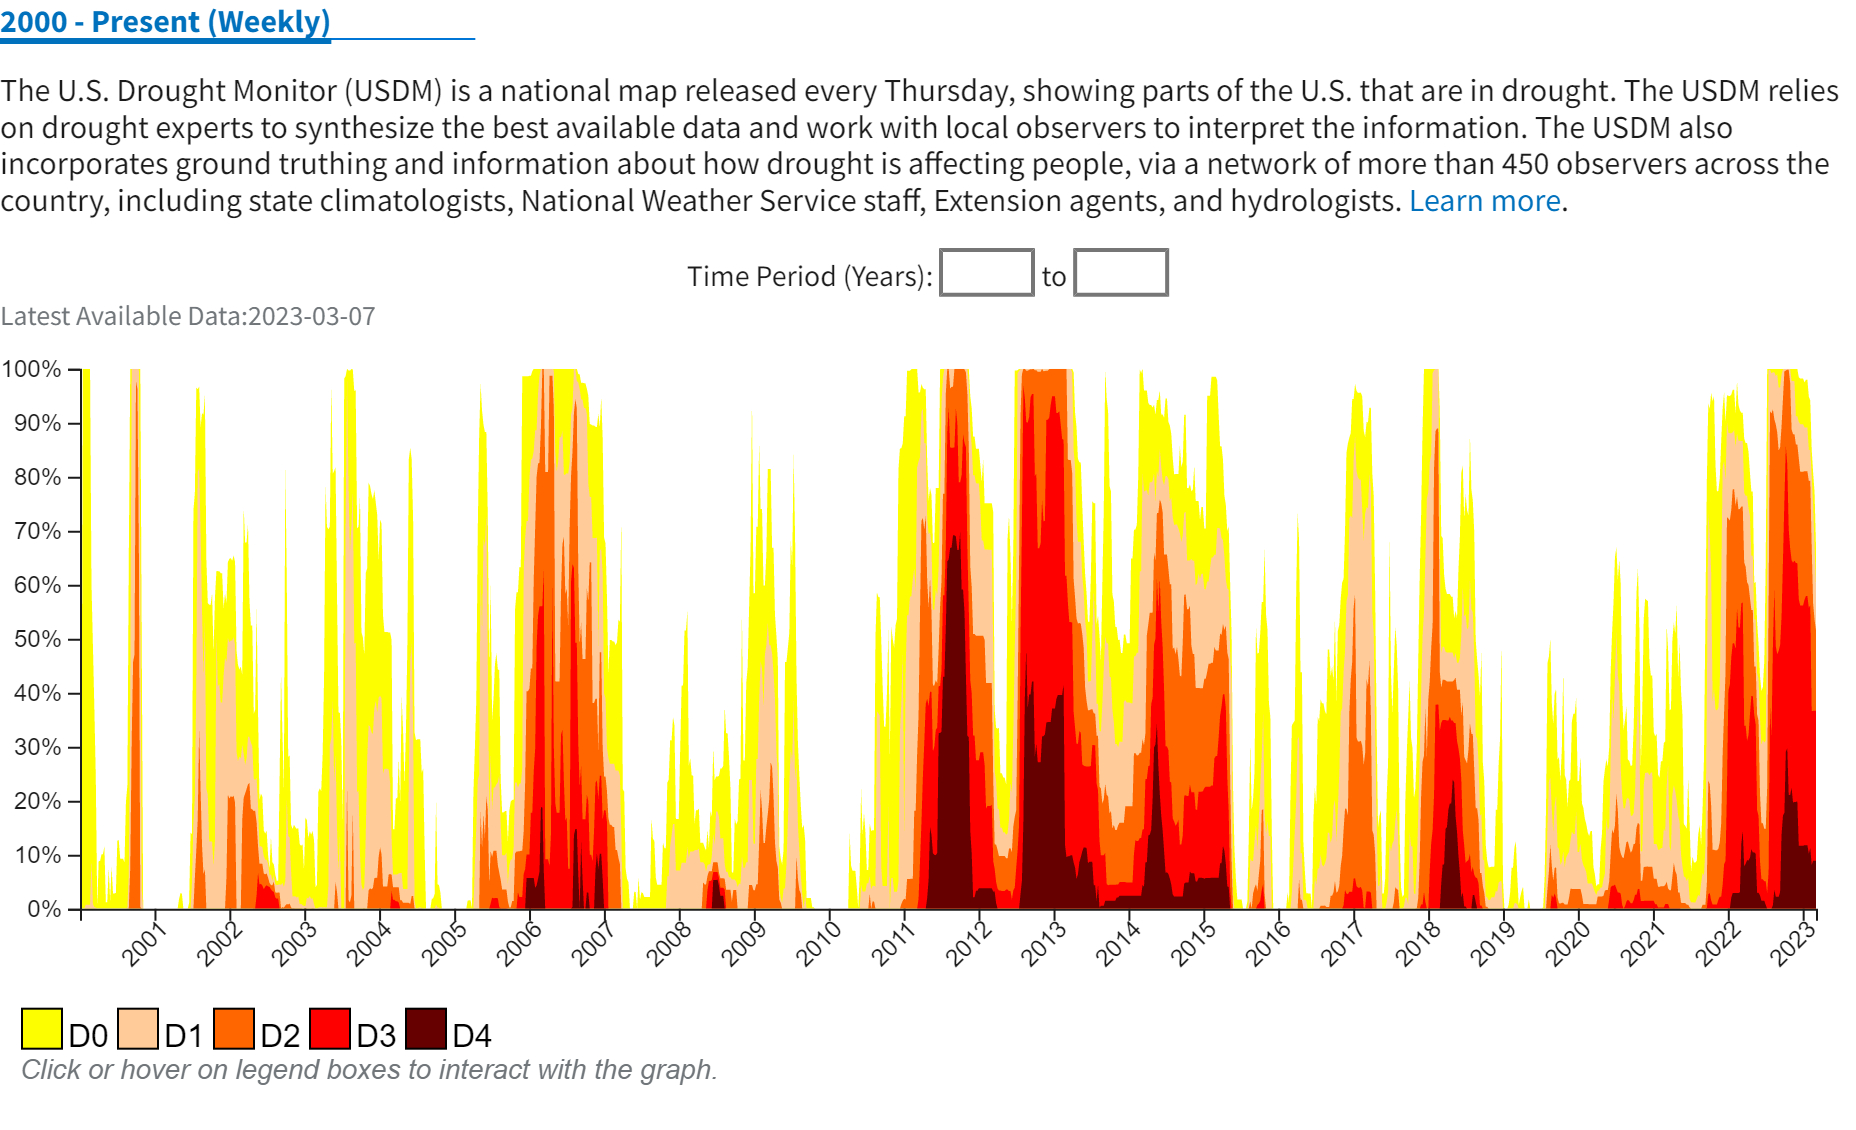 2000 - Present (Weekly)
The U.S. Drought Monitor (USDM) is a national map released every Thursday, showing parts of the U.S. that are in drought. The USDM relies
on drought experts to synthesize the best available data and work with local observers to interpret the information. The USDM also
incorporates ground truthing and information about how drought is affecting people, via a network of more than 450 observers across the
country, including state climatologists, National Weather Service staff, Extension agents, and hydrologists. Learn more.
Time Period (Years): to
Latest Available Data:2023-03-07
100%
90%
80%
70%
60%
50%
40%
30%
20%
10%
0%
2001 2002 2003 2004 2005 2006 2007 2008 2009 2010 2011 2012 2013 2014 2015 2016 2017 2018 2019 2020 2021 2022 2023
D0 D1 D2 D3 D4
Click or hover on legend boxes to interact with the graph.